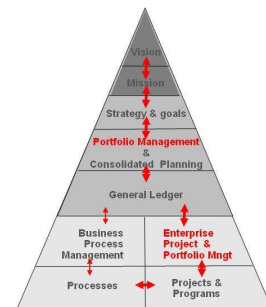 Vision
Mission
Strategy & goals
Portfolio Management
&
Consolidated Planning
General Ledger
Business
Process
Management
Enterprise
Project &
Portfolio Mngt
Processes
Projects &
Programs